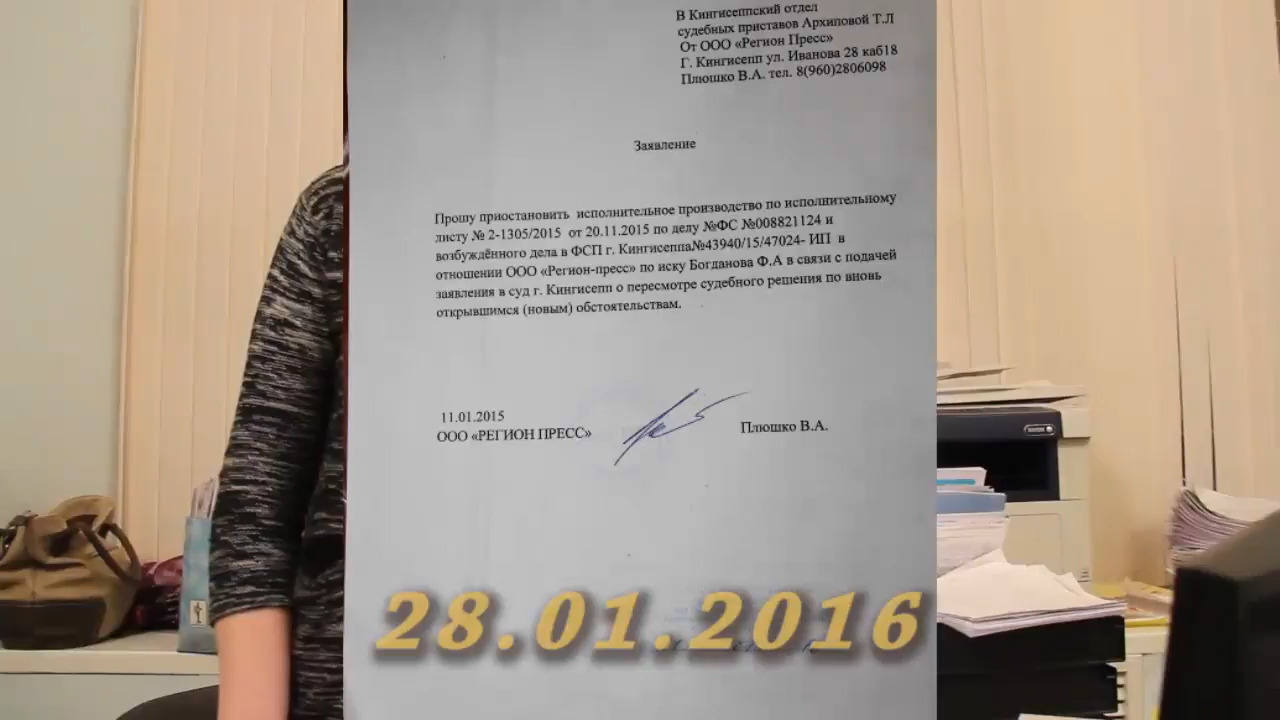 В Кингисеппский отдел
судебных приставов Архиповой Т.Л
От ООО «Регион Пресс»
Г. Кингисепп ул. Иванова 28 каб18
Плюшко В.А. тел. 8(960)2806098
Заявление
Прошу приостановить исполнительное производство по исполнительному
листу № 2-1305/2015 от 20.11.2015 по делу №ФС №008821124 и
возбуждённого дела в ФСП г. Кингисеппа№43940/15/47024- ИП в
отношении ООО «Регион-пресс» по иску Богданова Ф.А в связи с подачей
заявления в суд г. Кингисепп о пересмотре судебного решения по вновь
открывшимся (новым) обстоятельствам.
11.01.2015
ООО «РЕГИОН ПРЕСС» Плюшко В.А.
28.01.2016